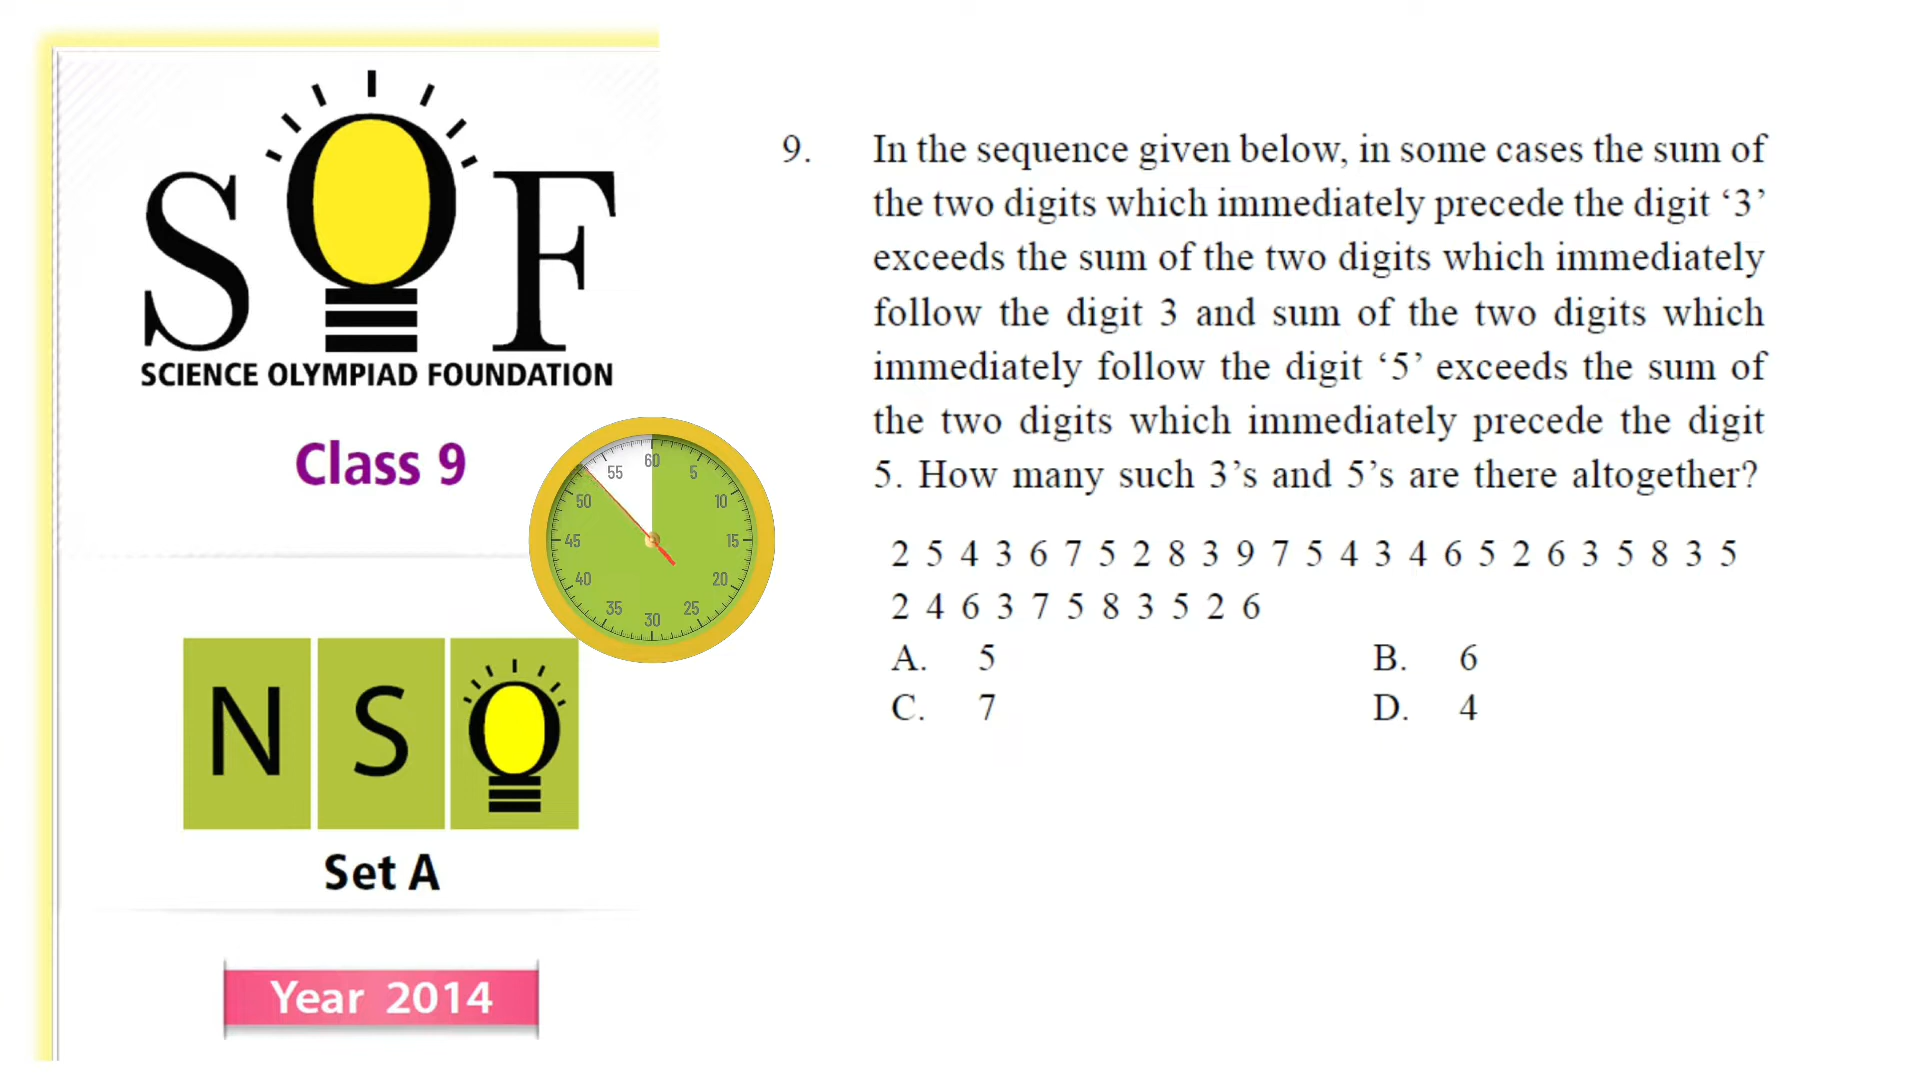 SOF
SCIENCE OLYMPIAD FOUNDATION
Class 9
60
5
10
15
20
25
30
35
40
45
50
55
NSO
Set A
Year 2014
9. In the sequence given below, in some cases the sum of
the two digits which immediately precede the digit ‘3’
exceeds the sum of the two digits which immediately
follow the digit 3 and sum of the two digits which
immediately follow the digit ‘5’ exceeds the sum of
the two digits which immediately precede the digit
5. How many such 3’s and 5’s are there altogether?
2 5 4 3 6 7 5 2 8 3 9 7 5 4 3 4 6 5 2 6 3 5 8 3 5
2 4 6 3 7 5 8 3 5 2 6
A. 5 B. 6
C. 7 D. 4